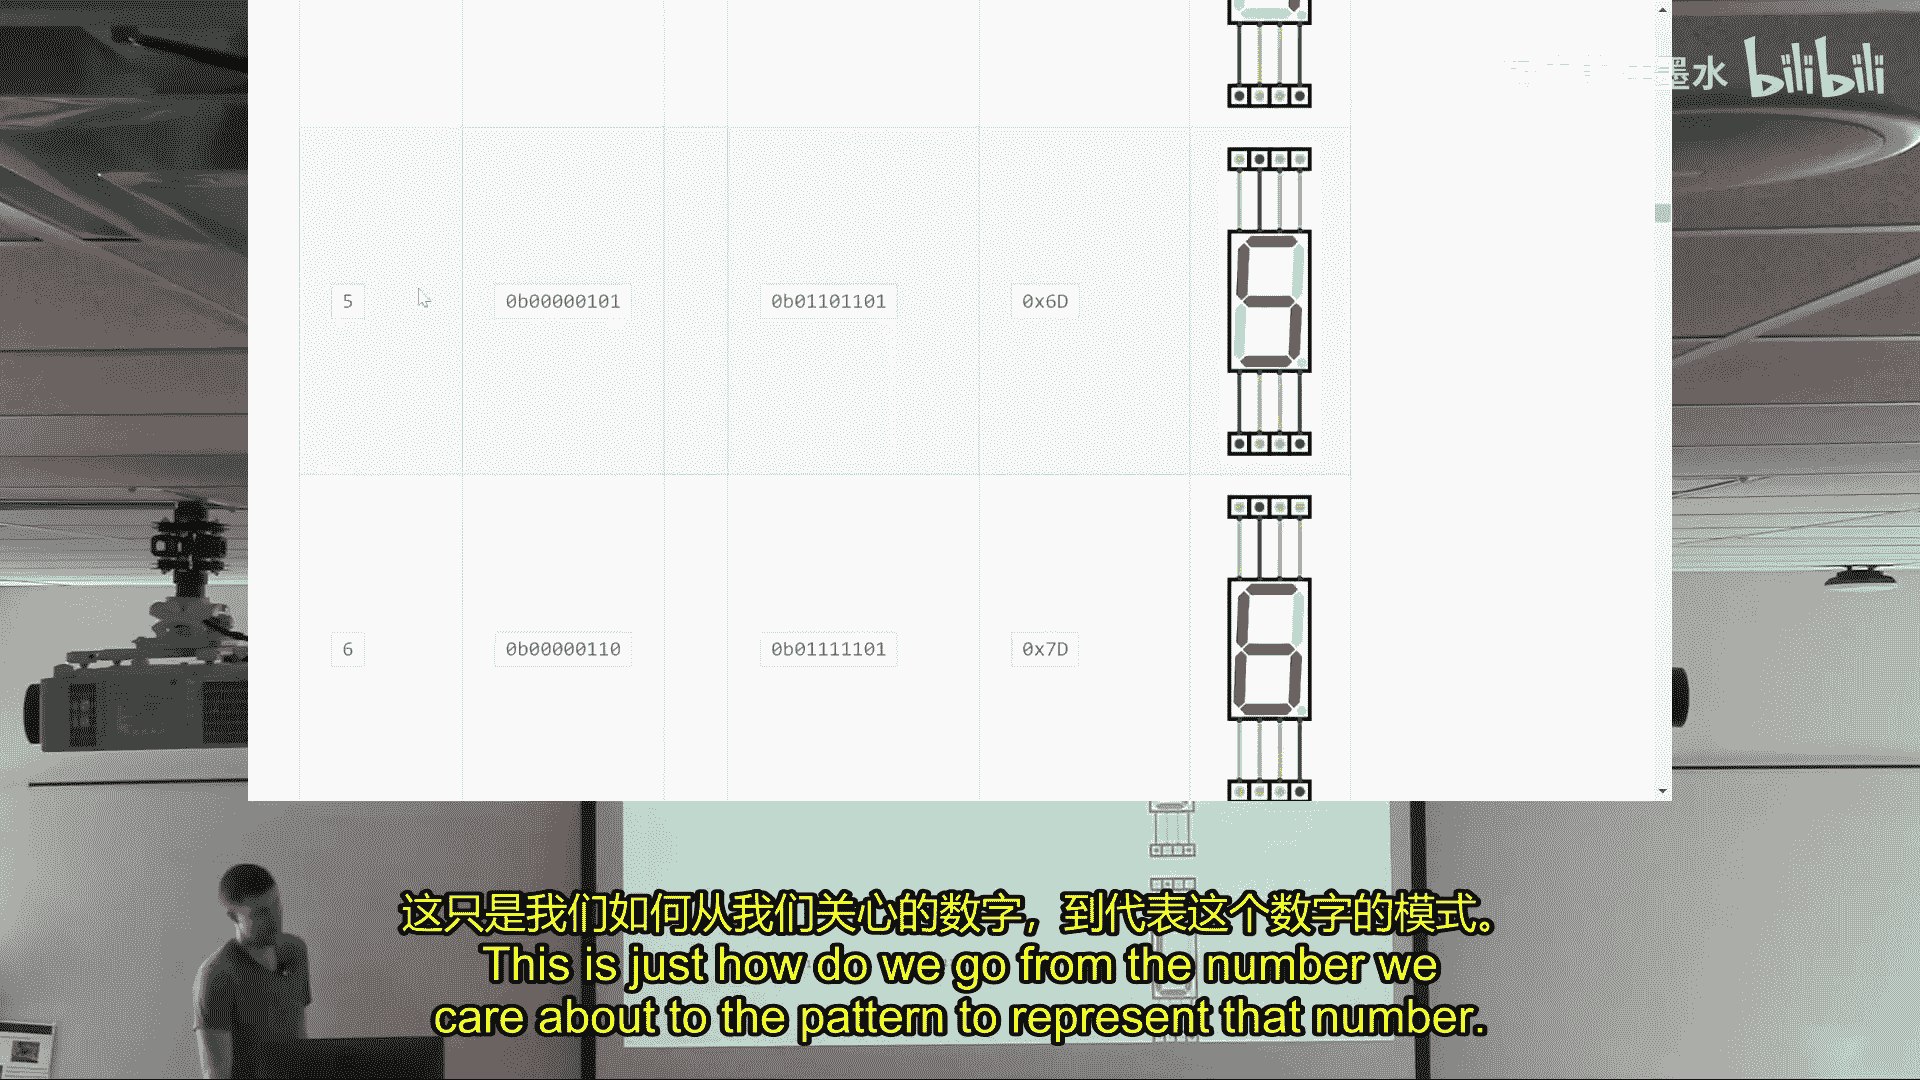 墨水 bilibili
5 0b00000101 0b01101101 0x6D
6 0b00000110 0b01111101 0x7D
这只是我们如何从我们关心的数字，到代表这个数字的模式。
This is just how do we go from the number we
care about to the pattern to represent that number.